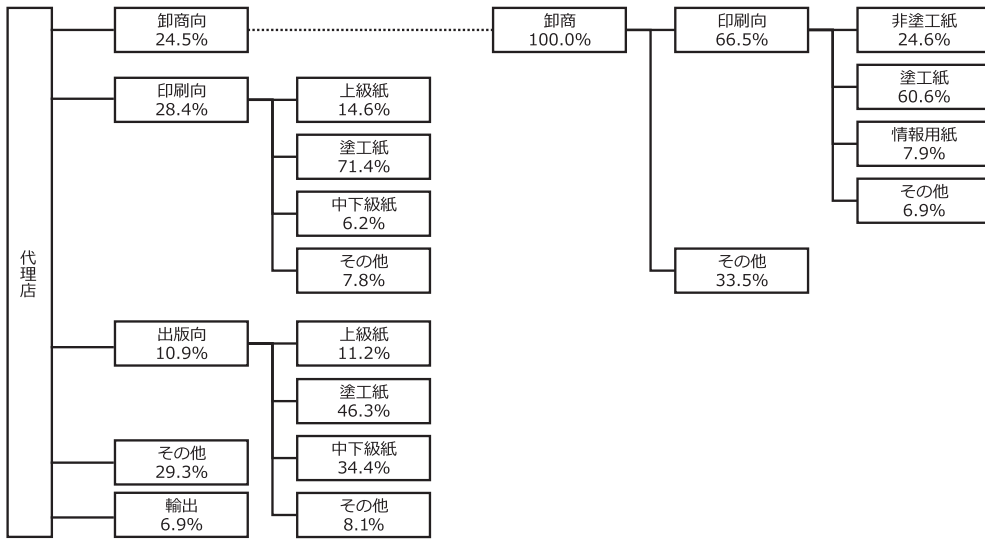 代理店
卸商向
24.5%
印刷向
28.4%
上級紙
14.6%
塗工紙
71.4%
中下級紙
6.2%
その他
7.8%
出版向
10.9%
上級紙
11.2%
塗工紙
46.3%
中下級紙
34.4%
その他
8.1%
その他
29.3%
輸出
6.9%
卸商
100.0%
印刷向
66.5%
非塗工紙
24.6%
塗工紙
60.6%
情報用紙
7.9%
その他
6.9%
その他
33.5%